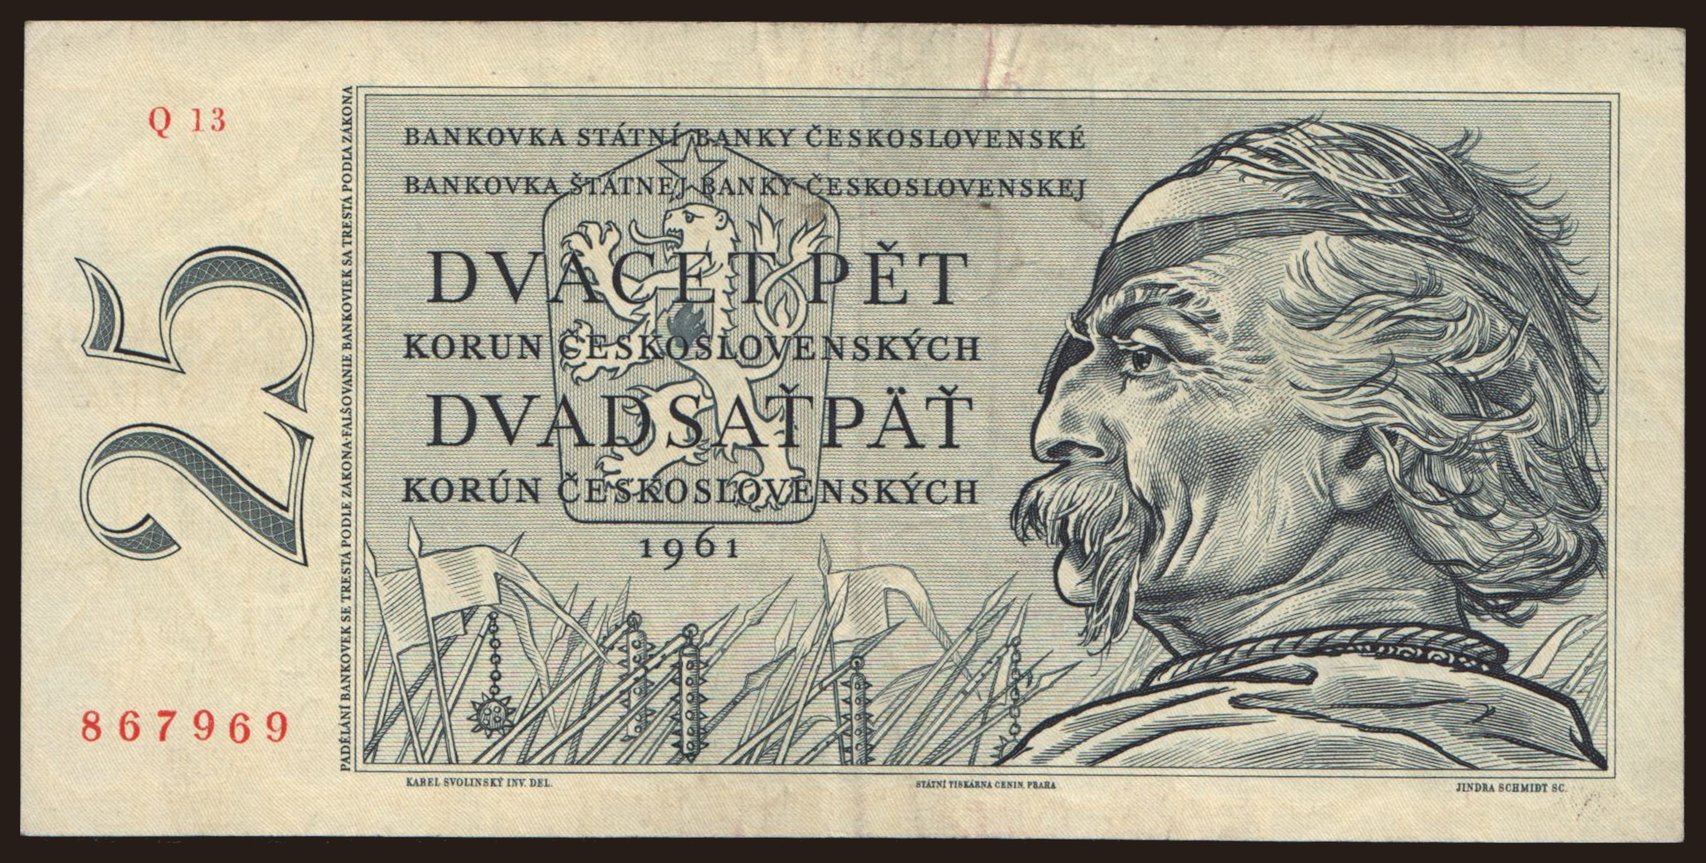 Q 13
25
867969
PADĚLÁNÍ BANKOVEK SE TRESTÁ PODLE ZÁKONA·FALŠOVANIE BANKOVIEK SA TRESTÁ PODĽA ZÁKONA
BANKOVKA STÁTNÍ BANKY ČESKOSLOVENSKÉ
BANKOVKA ŠTÁTNEJ BANKY ČESKOSLOVENSKEJ
DVACET PĚT
KORUN ČESKOSLOVENSKÝCH
DVADSAŤPÄŤ
KORÚN ČESKOSLOVENSKÝCH
1961
KAREL SVOLINSKÝ INV. DEL.
STÁTNÍ TISKÁRNA CENIN, PRAHA
JINDRA SCHMIDT SC.